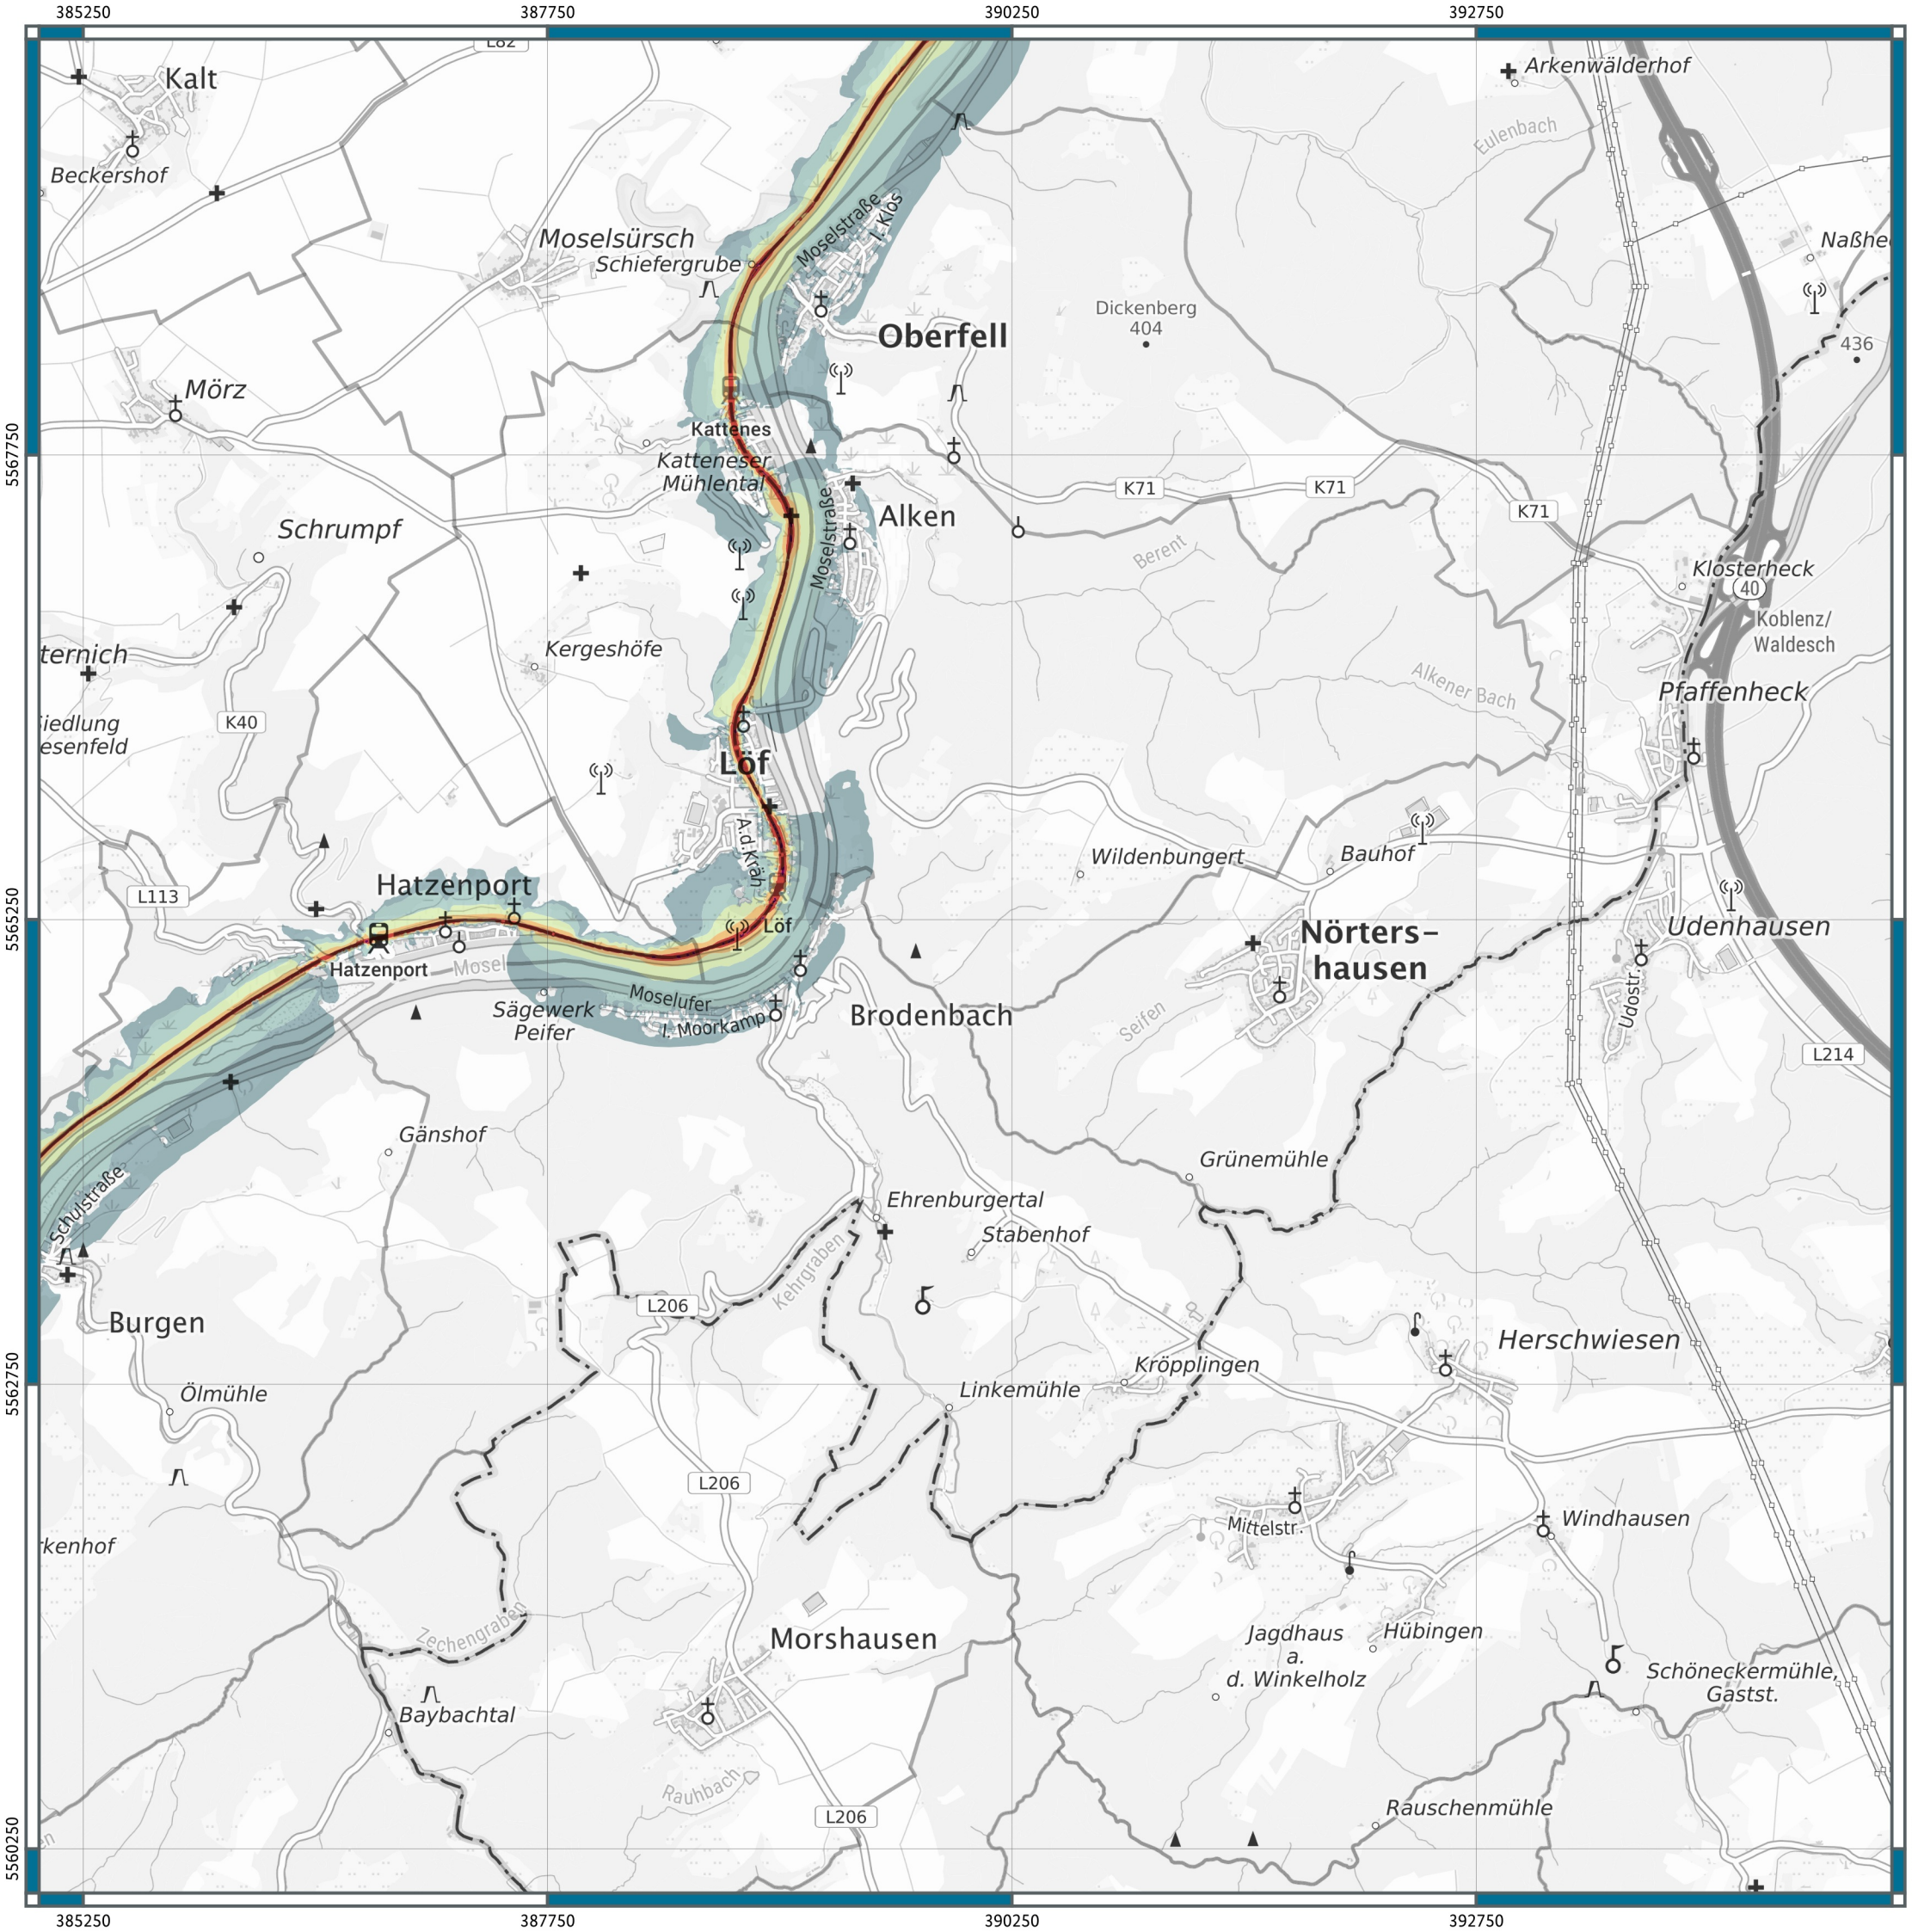 385250
387750
390250
392750
L82
Arkenwälderhof
Kalt
Eulenbach
Beckershof
Moselstraße
I. Klos
Moselsürsch
Schiefergrube
Naßhe
Dickenberg
404
Oberfell
436
Mörz
5567750
Kattenes
Katteneser
Mühlental
K71
K71
K71
Schrumpf
Alken
Moselstraße
Berent
Klosterheck
40
Koblenz/
Waldesch
Kergeshöfe
ternich
Alkener Bach
Pfaffenheck
K40
iedlung
esenfeld
Löf
A.d.Kräh
Wildenbungert
Bauhof
Hatzenport
L113
5565250
Löf
Nörters-
hausen
Udenhausen
Hatzenport
Mosel
Moselufer
Sägewerk
Peifer
I. Moorkamp
Brodenbach
Seifen
Udostr.
L214
Gänshof
Grünemühle
Schulstraße
Ehrenburgertal
Stabenhof
Kehrgraben
L206
Burgen
Herschwiesen
Kröpplingen
5562750
Ölmühle
Linkemühle
L206
Mittelstr.
Windhausen
rkenhof
Zechengraben
Morshausen
Jagdhaus
a.
d. Winkelholz
Hübingen
Schöneckermühle,
Gastst.
Baybachtal
Rauhbach
L206
Rauschenmühle
5560250
en
385250
387750
390250
392750